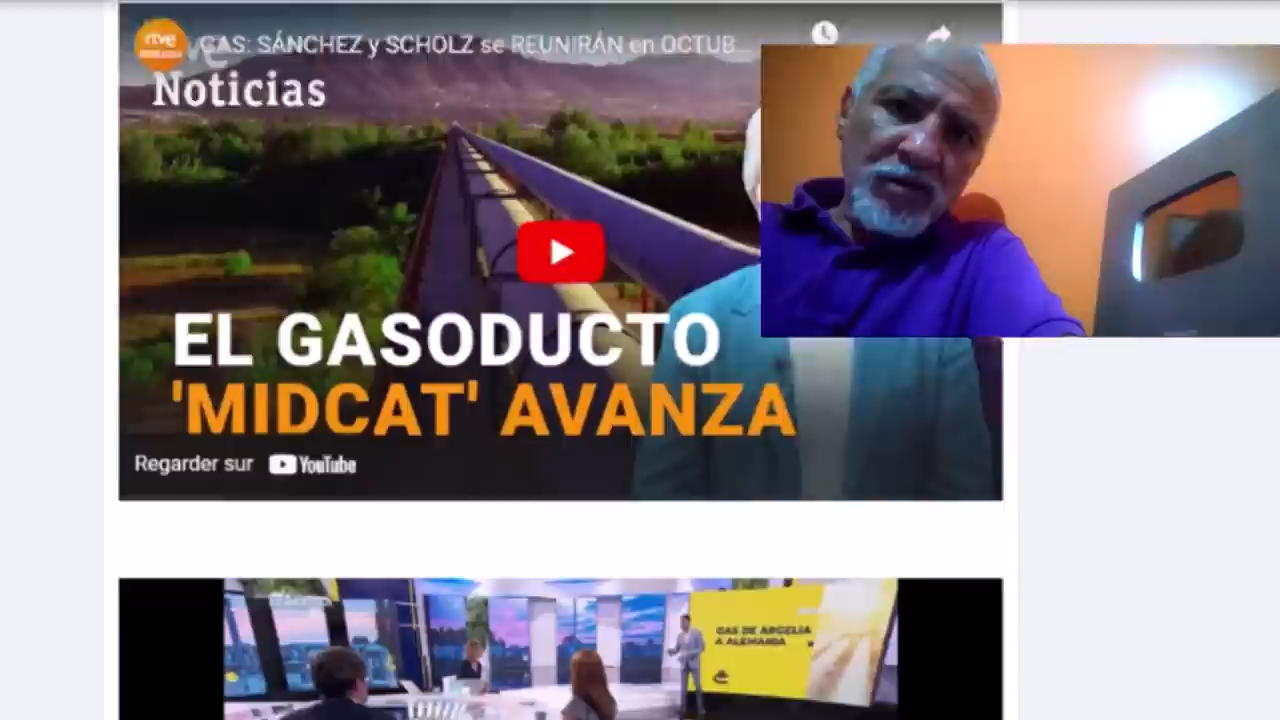 rtve
GAS: SÁNCHEZ y SCHOLZ se REUNIRÁN en OCTUB...
Noticias
EL GASODUCTO
'MIDCAT' AVANZA
Regarder sur YouTube
GAS DE ARGELIA
A ALEMANIA